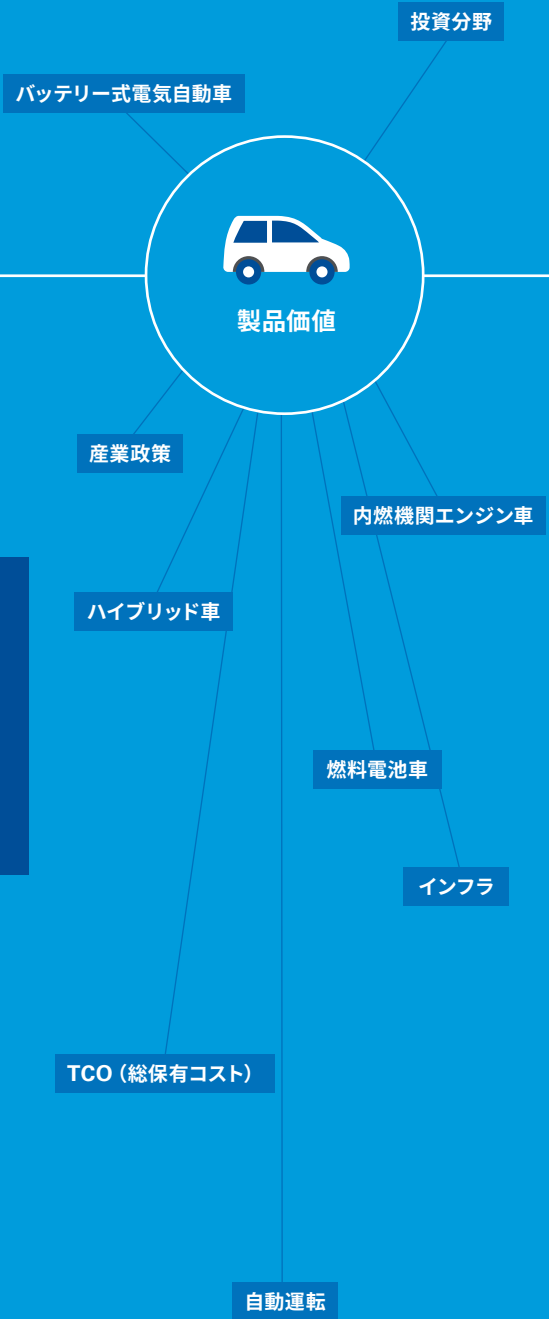 投資分野
バッテリー式電気自動車
製品価値
産業政策
内燃機関エンジン車
ハイブリッド車
燃料電池車
インフラ
TCO（総保有コスト）
自動運転